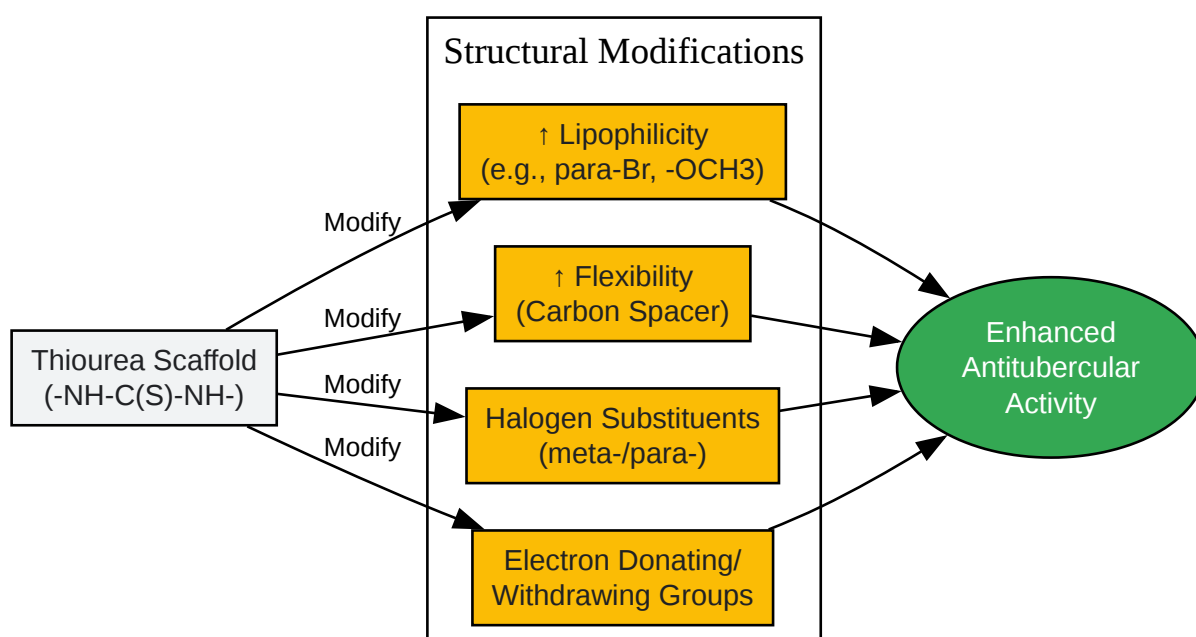 Structural Modifications
↑ Lipophilicity
(e.g., para-Br, -OCH3)
Modify
↑ Flexibility
(Carbon Spacer)
Modify
Thiourea Scaffold
(-NH-C(S)-NH-)
Modify
Halogen Substituents
(meta-/para-)
Modify
Electron Donating/
Withdrawing Groups
Enhanced
Antitubercular
Activity